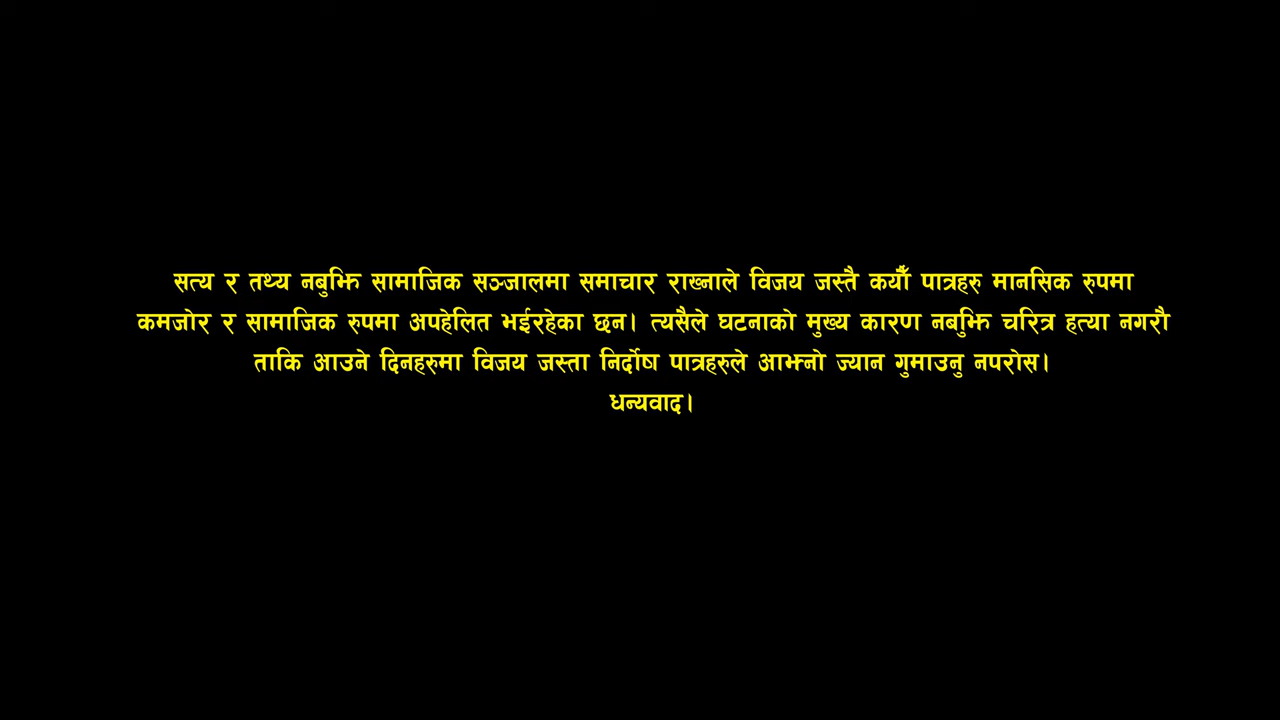 सत्य र तथ्य नबुझि सामाजिक सञ्जालमा समाचार राख्नाले विजय जस्तै कयौँ पात्रहरु मानसिक रुपमा
कमजोर र सामाजिक रुपमा अपहेलित भईरहेका छन। त्यसैले घटनाको मुख्य कारण नबुझि चरित्र हत्या नगरौ
ताकि आउने दिनहरुमा विजय जस्ता निर्दोष पात्रहरुले आझ्नो ज्यान गुमाउनु नपरोस।
धन्यवाद।